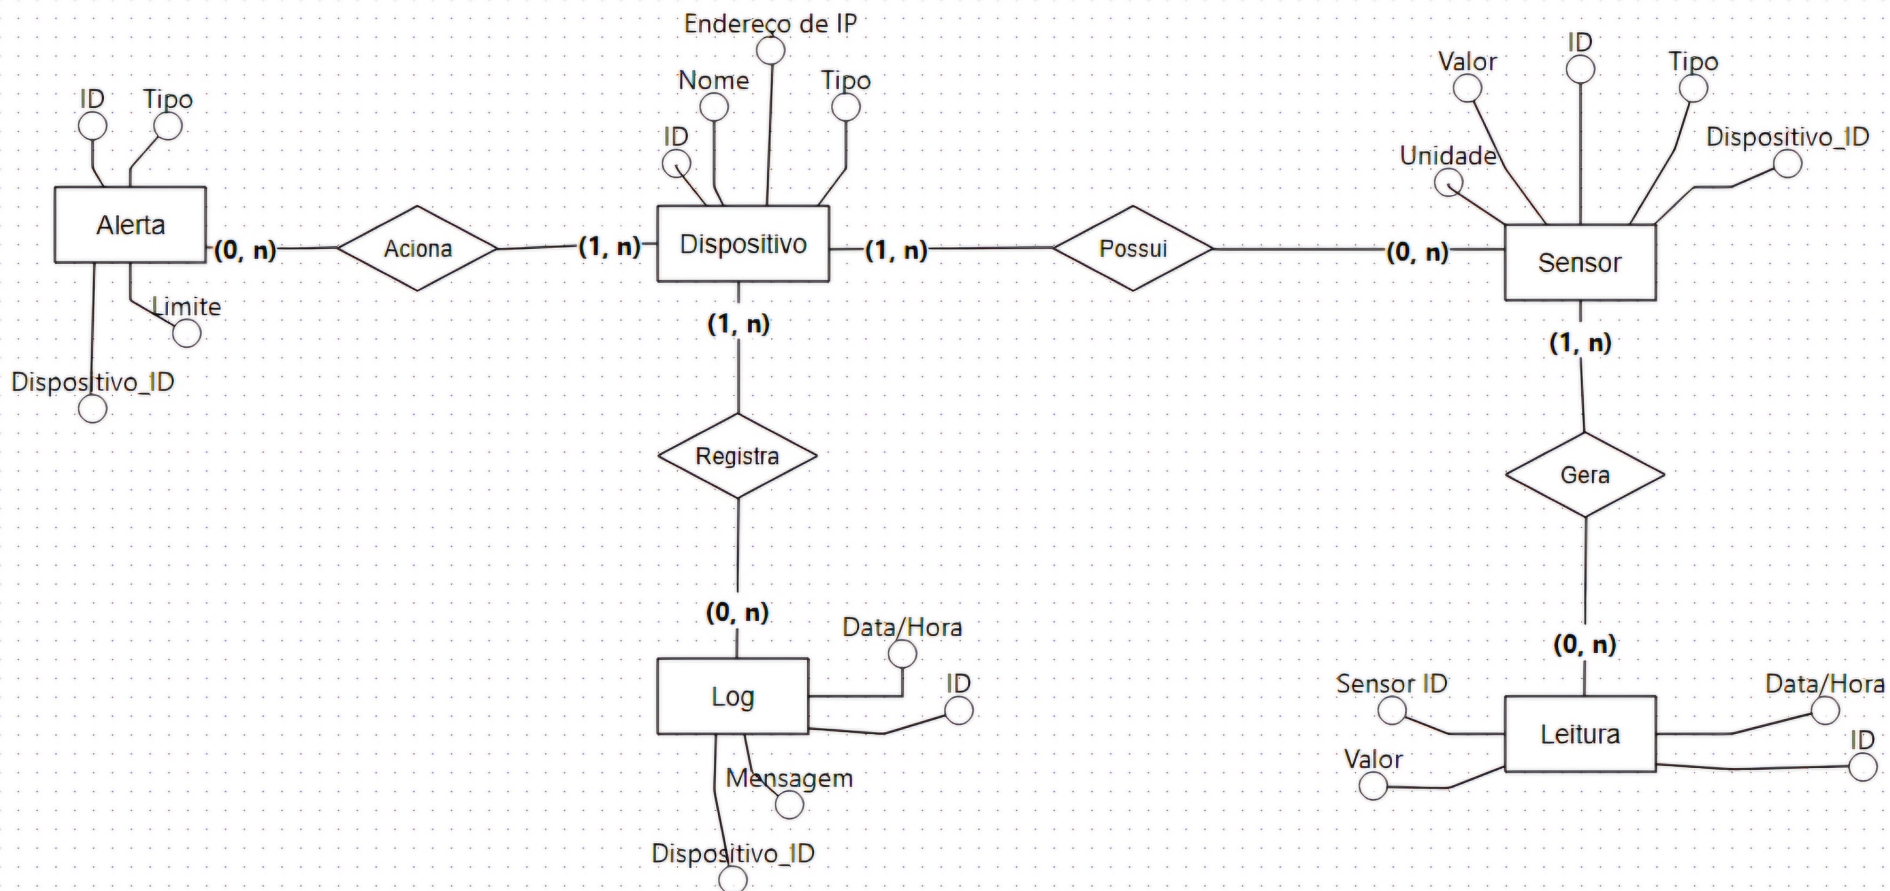 Endereço de IP
ID
Valor
Tipo
Nome
Tipo
ID
Tipo
ID
Dispositivo_ID
Unidade
Alerta
(0, n)
Aciona
(1, n)
Dispositivo
(1, n)
Possui
(0, n)
Sensor
Limite
(1, n)
(1, n)
Dispositivo_ID
Registra
Gera
(0, n)
Data/Hora
(0, n)
Log
ID
Sensor ID
Data/Hora
Leitura
ID
Valor
Mensagem
Dispositivo_ID